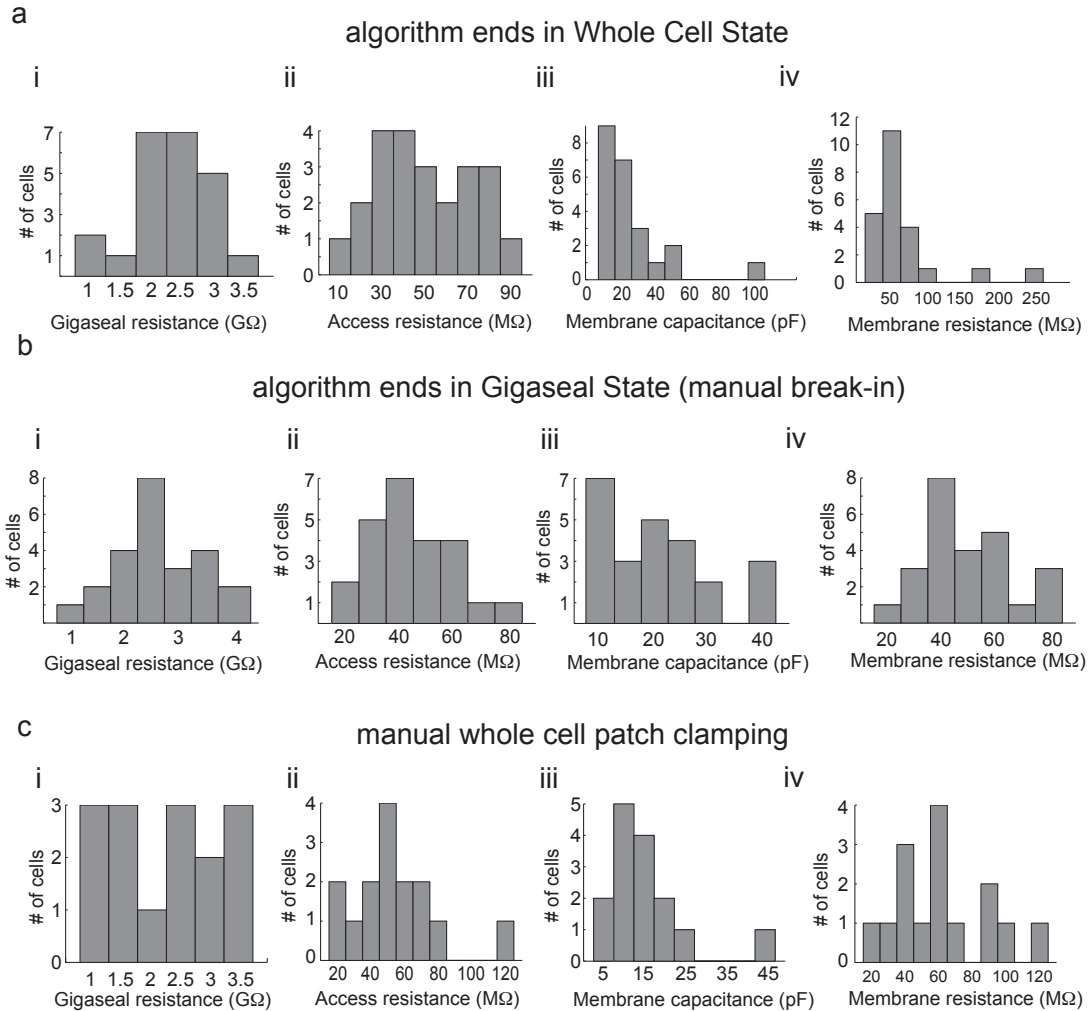 a
algorithm ends in Whole Cell State
i
ii
iii
iv
7
5
3
1
# of cells
1 1.5 2 2.5 3 3.5
Gigaseal resistance (GΩ)
4
3
2
1
0
# of cells
10 30 50 70 90
Access resistance (MΩ)
8
6
4
2
0
# of cells
0 20 40 60 80 100
Membrane capacitance (pF)
12
10
8
6
4
2
0
# of cells
50 100 150 200 250
Membrane resistance (MΩ)
b
algorithm ends in Gigaseal State (manual break-in)
i
ii
iii
iv
8
6
4
2
# of cells
1 2 3 4
Gigaseal resistance (GΩ)
7
5
3
1
# of cells
20 40 60 80
Access resistance (MΩ)
7
5
3
1
# of cells
10 20 30 40
Membrane capacitance (pF)
8
6
4
2
# of cells
20 40 60 80
Membrane resistance (MΩ)
c
manual whole cell patch clamping
i
ii
iii
iv
3
2
1
0
# of cells
1 1.5 2 2.5 3 3.5
Gigaseal resistance (GΩ)
4
3
2
1
0
# of cells
20 40 60 80 100 120
Access resistance (MΩ)
5
4
3
2
1
0
# of cells
5 15 25 35 45
Membrane capacitance (pF)
4
3
2
1
0
# of cells
20 40 60 80 100 120
Membrane resistance (MΩ)